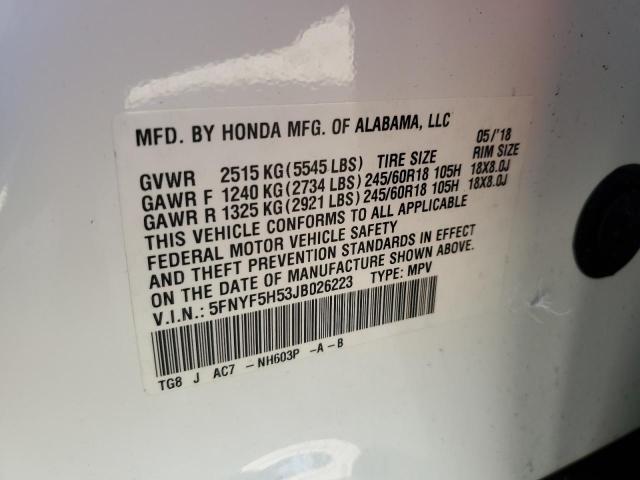 MFD. BY HONDA MFG. OF ALABAMA, LLC 05/'18
GVWR 2515 KG (5545 LBS) TIRE SIZE RIM SIZE
GAWR F 1240 KG (2734 LBS) 245/60R18 105H 18X8.0J
GAWR R 1325 KG (2921 LBS) 245/60R18 105H 18X8.0J
THIS VEHICLE CONFORMS TO ALL APPLICABLE
FEDERAL MOTOR VEHICLE SAFETY
AND THEFT PREVENTION STANDARDS IN EFFECT
ON THE DATE OF MANUFACTURE SHOWN ABOVE.
V.I.N.: 5FNYF5H53JB026223 TYPE: MPV
TG8 J AC7 - NH603P -A-B